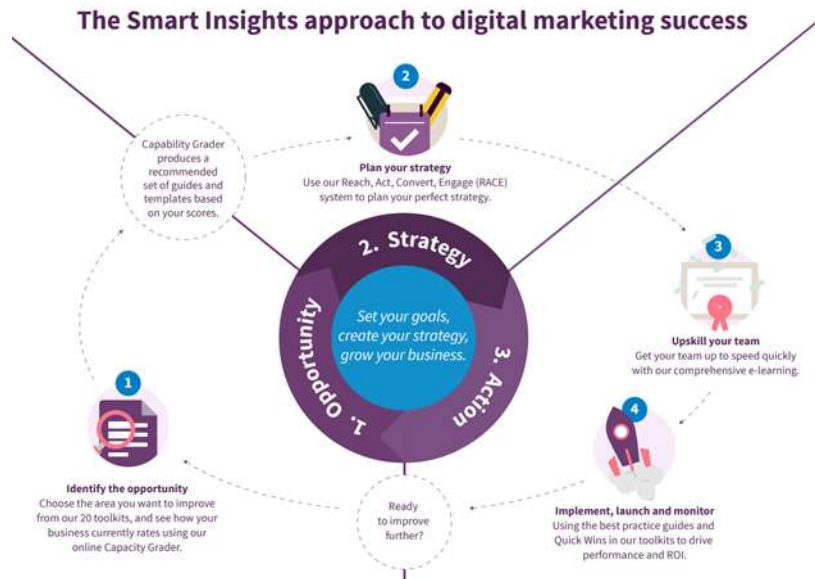 The Smart Insights approach to digital marketing success
Capability Grader
produces a
recommended
set of guides and
templates based
on your scores.
2
Plan your strategy
Use our Reach, Act, Convert, Engage (RACE)
system to plan your perfect strategy.
3
Upskill your team
Get your team up to speed quickly
with our comprehensive e-learning.
2. Strategy
1. Opportunity
3. Action
Set your goals,
create your strategy,
grow your business.
1
Identify the opportunity
Choose the area you want to improve
from our 20 toolkits, and see how your
business currently rates using our
online Capacity Grader.
Ready
to improve
further?
4
Implement, launch and monitor
Using the best practice guides and
Quick Wins in our toolkits to drive
performance and ROI.